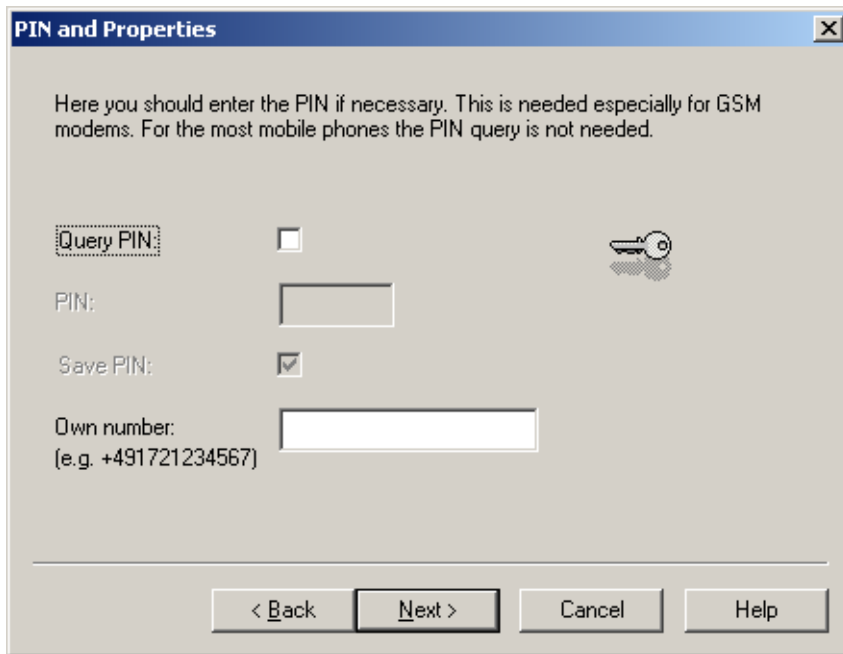 PIN and Properties
Here you should enter the PIN if necessary. This is needed especially for GSM
modems. For the most mobile phones the PIN query is not needed.
Query PIN:
PIN:
Save PIN:
Own number:
(e.g. +491721234567)
< Back
Next >
Cancel
Help